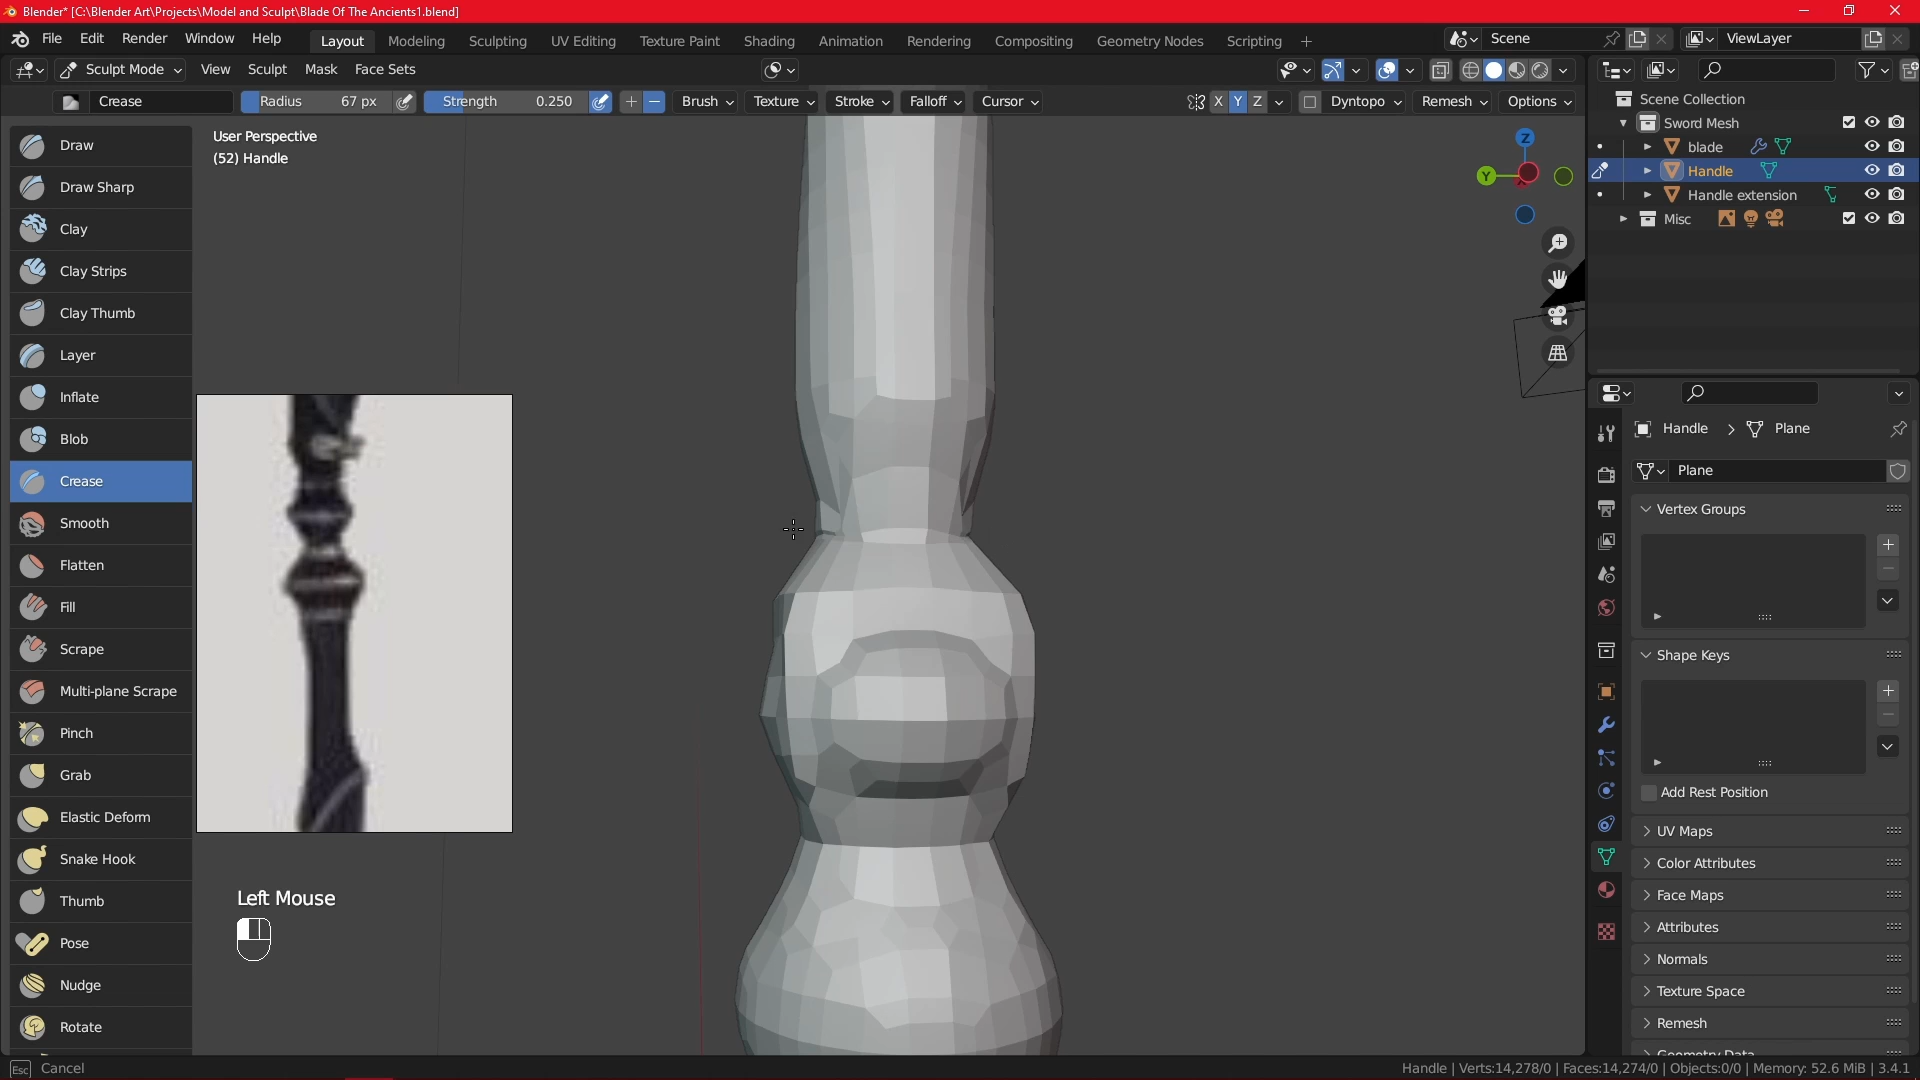 Blender* [C:\Blender Art\Projects\Model and Sculpt\Blade Of The Ancients1.blend]
File Edit Render Window Help Layout Modeling Sculpting UV Editing Texture Paint Shading Animation Rendering Compositing Geometry Nodes Scripting + Scene ViewLayer
Sculpt Mode View Sculpt Mask Face Sets
Crease Radius 67 px Strength 0.250 Brush Texture Stroke Falloff Cursor X Y Z Dyntopo Remesh Options
User Perspective
(52) Handle
Draw
Draw Sharp
Clay
Clay Strips
Clay Thumb
Layer
Inflate
Blob
Crease
Smooth
Flatten
Fill
Scrape
Multi-plane Scrape
Pinch
Grab
Elastic Deform
Snake Hook
Thumb
Pose
Nudge
Rotate
Z
Y
Left Mouse
Scene Collection
Sword Mesh
blade
Handle
Handle extension
Misc
Handle > Plane
Plane
Vertex Groups
Shape Keys
Add Rest Position
UV Maps
Color Attributes
Face Maps
Attributes
Normals
Texture Space
Remesh
Geometry Data
Esc Cancel
Handle | Verts:14,278/0 | Faces:14,274/0 | Objects:0/0 | Memory: 52.6 MiB | 3.4.1